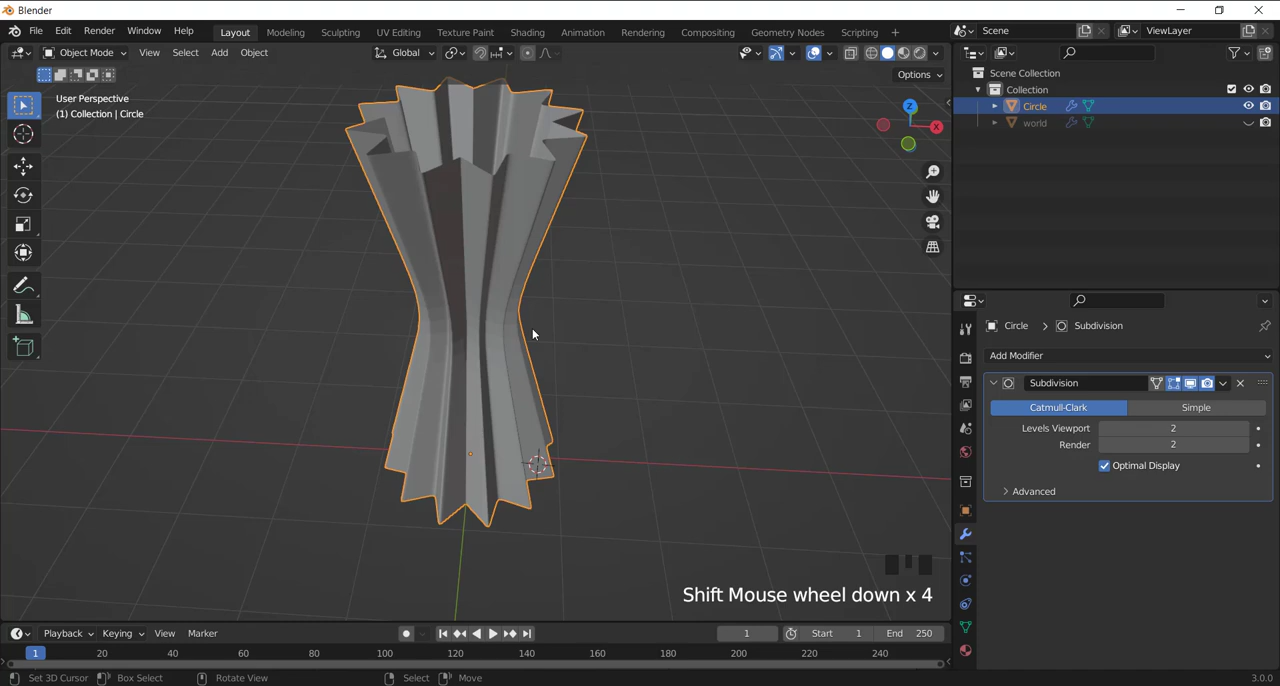 Blender
File Edit Render Window Help Layout Modeling Sculpting UV Editing Texture Paint Shading Animation Rendering Compositing Geometry Nodes Scripting + Scene ViewLayer
Object Mode View Select Add Object Global
Options
User Perspective
(1) Collection | Circle
Z
X
Scene Collection
Collection
Circle
world
Circle > Subdivision
Add Modifier
Subdivision
Catmull-Clark Simple
Levels Viewport 2
Render 2
Optimal Display
Advanced
Shift Mouse wheel down x 4
Playback Keying View Marker 1 Start 1 End 250
1 20 40 60 80 100 120 140 160 180 200 220 240
Set 3D Cursor Box Select Rotate View Select Move 3.0.0